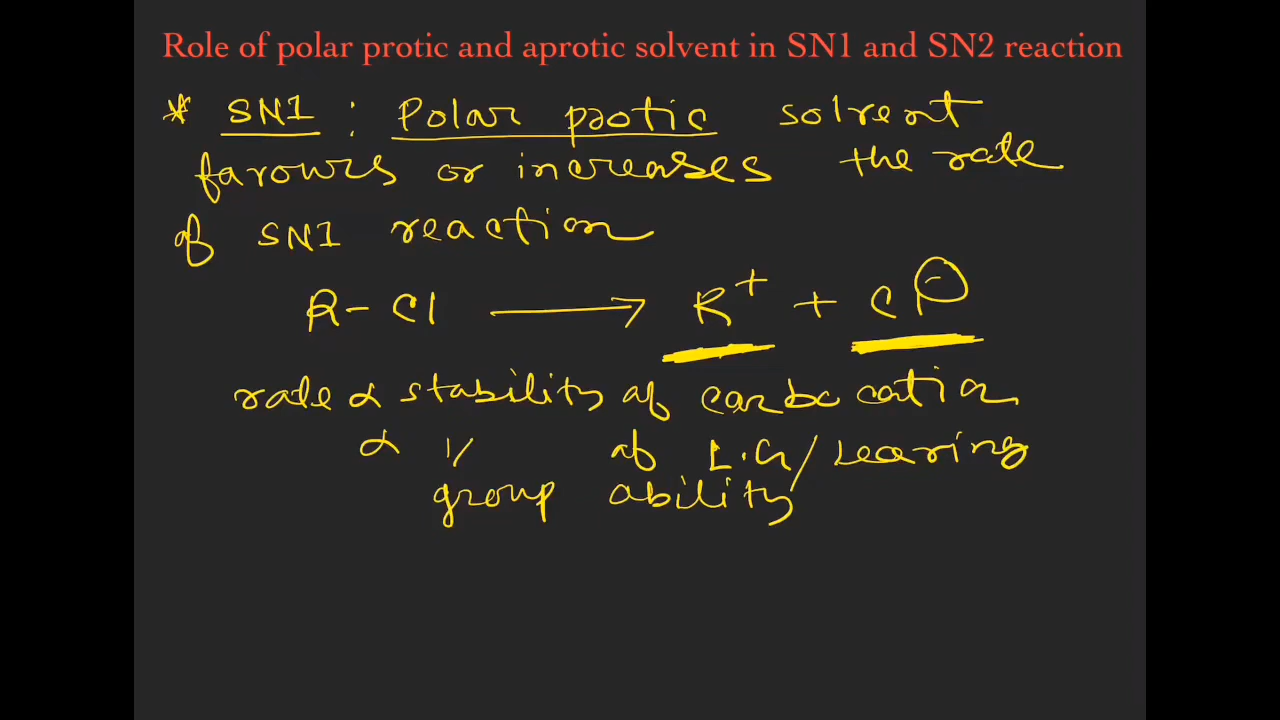 Role of polar protic and aprotic solvent in SN1 and SN2 reaction
* SN1 : Polar protic solvent
favours or increases the rate
of SN1 reaction
R-Cl → R+ + Cl⊖
rate ∝ stability of carbocation
∝ " of L.G/Leaving
group ability